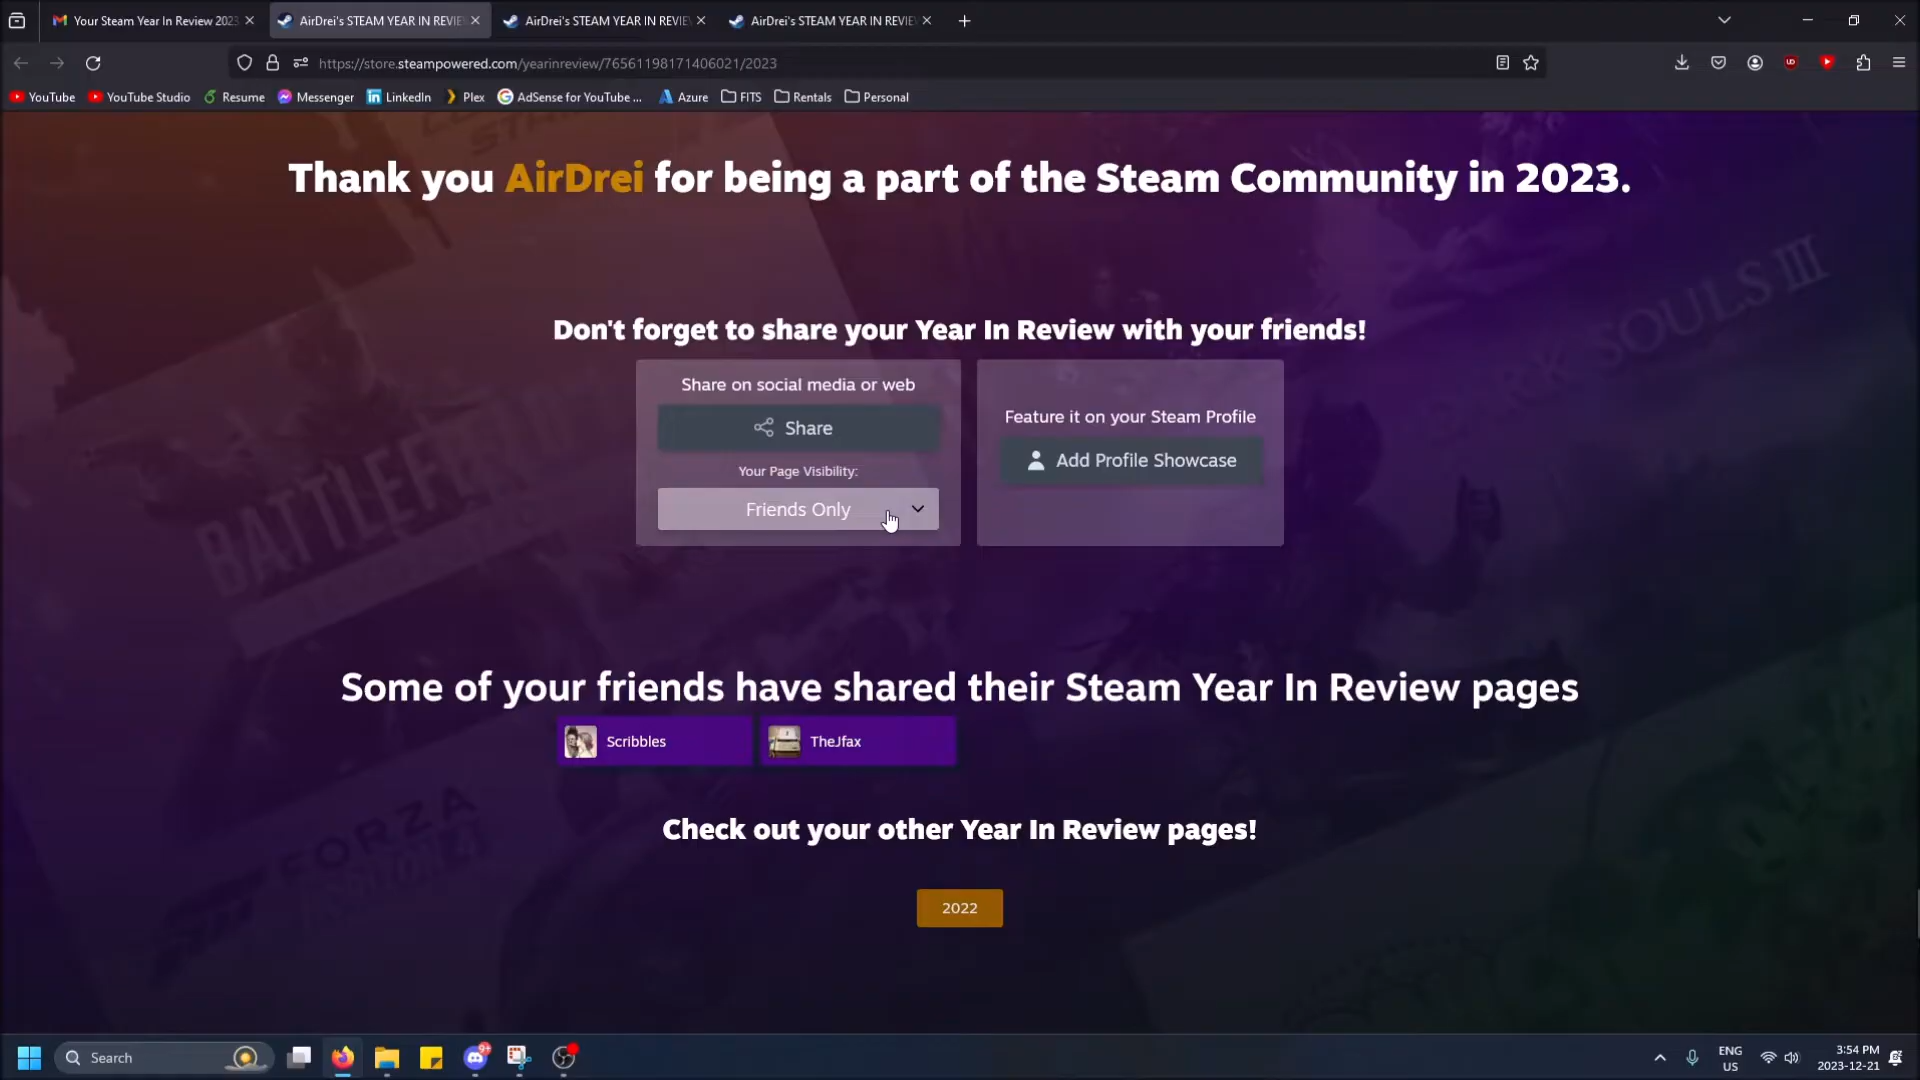 Your Steam Year In Review 2023
AirDrei's STEAM YEAR IN REVIE
AirDrei's STEAM YEAR IN REVIE
AirDrei's STEAM YEAR IN REVIE
https://store.steampowered.com/yearinreview/76561198171406021/2023
YouTube YouTube Studio Resume Messenger LinkedIn Plex AdSense for YouTube ... Azure FITS Rentals Personal
Thank you AirDrei for being a part of the Steam Community in 2023.
Don't forget to share your Year In Review with your friends!
Share on social media or web
Share
Your Page Visibility:
Friends Only
Feature it on your Steam Profile
Add Profile Showcase
BATTLEFE
DARK SOULS III
FORZA
Some of your friends have shared their Steam Year In Review pages
Scribbles
TheJfax
Check out your other Year In Review pages!
2022
Search
9+
ENG
US
3:54 PM
2023-12-21